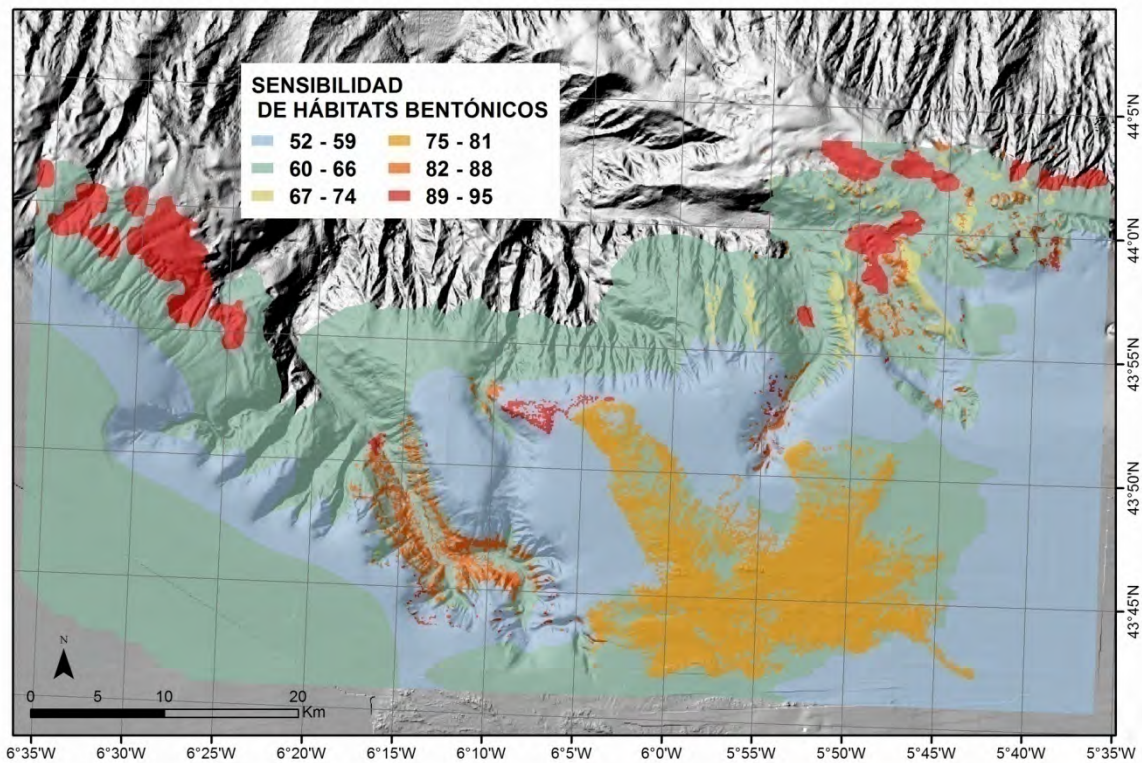 SENSIBILIDAD
DE HÁBITATS BENTÓNICOS
52 - 59 75 - 81
60 - 66 82 - 88
67 - 74 89 - 95
44°5'N
44°0'N
43°55'N
43°50'N
43°45'N
N
0 5 10 20
Km
6°35'W 6°30'W 6°25'W 6°20'W 6°15'W 6°10'W 6°5'W 6°0'W 5°55'W 5°50'W 5°45'W 5°40'W 5°35'W